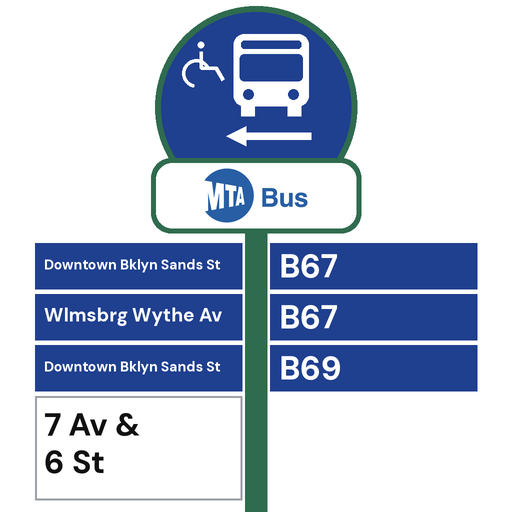 MTA Bus
Downtown Bklyn Sands St B67
Wlmsbrg Wythe Av B67
Downtown Bklyn Sands St B69
7 Av &
6 St